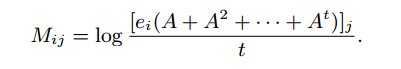 M_{ij} = \log \frac{[e_i(A + A^2 + \cdots + A^t)]_j}{t}.